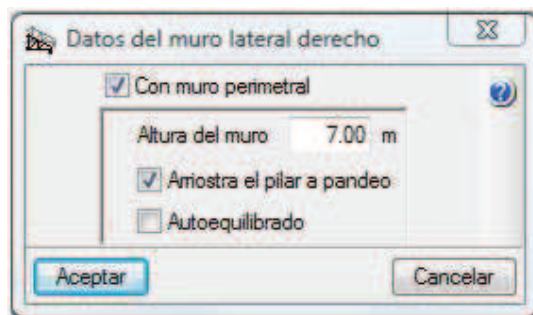 Datos del muro lateral derecho
Con muro perimetral
Altura del muro 7.00 m
Arriostra el pilar a pandeo
Autoequilibrado
Aceptar Cancelar